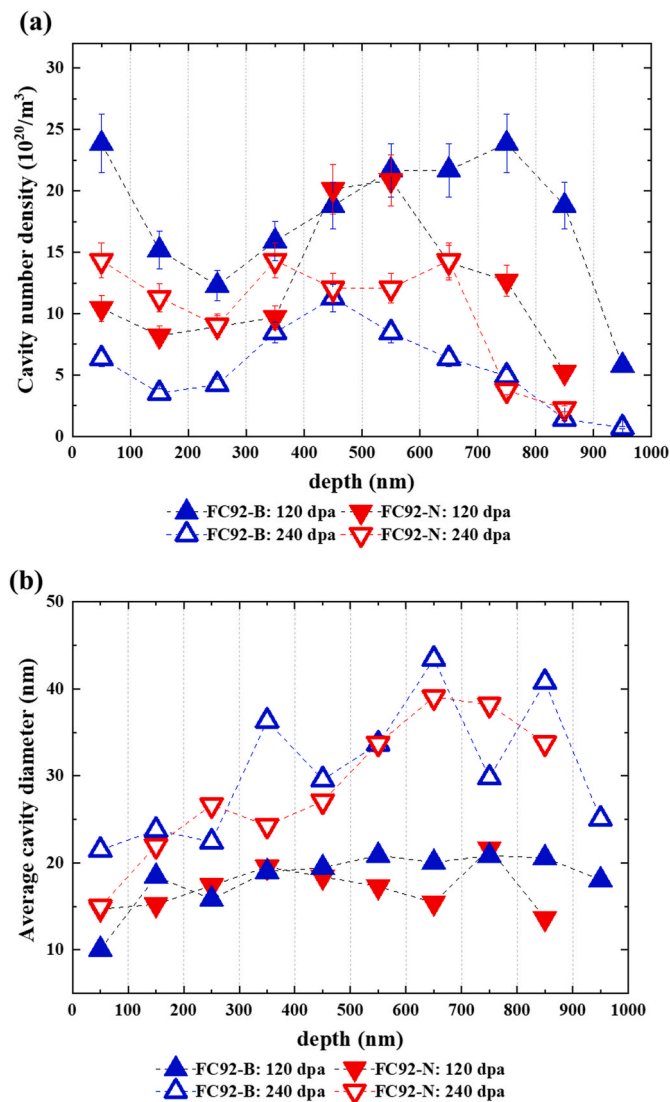 (a)
Cavity number density (10²⁰/m³)
30
25
20
15
10
5
0
0 100 200 300 400 500 600 700 800 900 1000
depth (nm)
FC92-B: 120 dpa FC92-N: 120 dpa
FC92-B: 240 dpa FC92-N: 240 dpa
(b)
Average cavity diameter (nm)
50
40
30
20
10
0 100 200 300 400 500 600 700 800 900 1000
depth (nm)
FC92-B: 120 dpa FC92-N: 120 dpa
FC92-B: 240 dpa FC92-N: 240 dpa